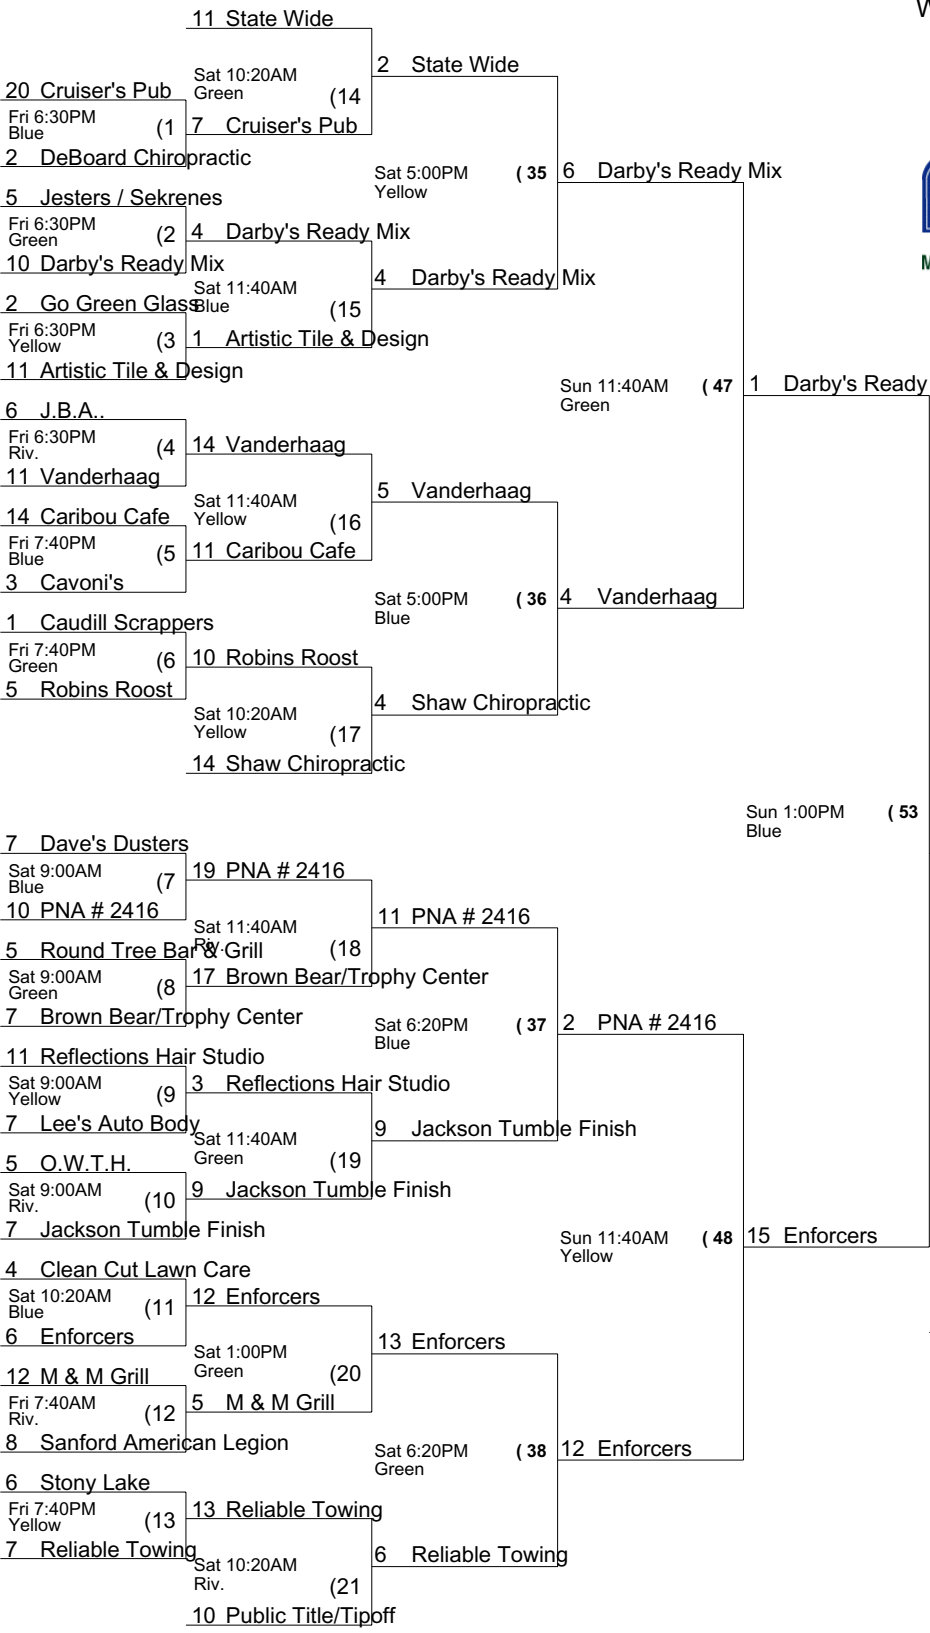 W
11 State Wide
Sat 10:20AM
Green (14
2 State Wide
20 Cruiser's Pub
Fri 6:30PM
Blue (1
7 Cruiser's Pub
2 DeBoard Chiropractic
Sat 5:00PM ( 35
Yellow
6 Darby's Ready Mix
5 Jesters / Sekrenes
Fri 6:30PM
Green (2
4 Darby's Ready Mix
10 Darby's Ready Mix
Sat 11:40AM
Blue (15
4 Darby's Ready Mix
M
2 Go Green Glass
Fri 6:30PM
Yellow (3
1 Artistic Tile & Design
11 Artistic Tile & Design
Sun 11:40AM ( 47
Green
1 Darby's Ready
6 J.B.A..
Fri 6:30PM
Riv. (4
14 Vanderhaag
11 Vanderhaag
Sat 11:40AM
Yellow (16
5 Vanderhaag
14 Caribou Cafe
Fri 7:40PM
Blue (5
11 Caribou Cafe
3 Cavoni's
Sat 5:00PM ( 36
Blue
4 Vanderhaag
1 Caudill Scrappers
Fri 7:40PM
Green (6
10 Robins Roost
5 Robins Roost
Sat 10:20AM
Yellow (17
4 Shaw Chiropractic
14 Shaw Chiropractic
Sun 1:00PM ( 53
Blue
7 Dave's Dusters
Sat 9:00AM
Blue (7
19 PNA # 2416
10 PNA # 2416
Sat 11:40AM
Riv. (18
11 PNA # 2416
5 Round Tree Bar & Grill
Sat 9:00AM
Green (8
17 Brown Bear/Trophy Center
7 Brown Bear/Trophy Center
Sat 6:20PM ( 37
Blue
2 PNA # 2416
11 Reflections Hair Studio
Sat 9:00AM
Yellow (9
3 Reflections Hair Studio
7 Lee's Auto Body
Sat 11:40AM
Green (19
9 Jackson Tumble Finish
5 O.W.T.H.
Sat 9:00AM
Riv. (10
9 Jackson Tumble Finish
7 Jackson Tumble Finish
Sun 11:40AM ( 48
Yellow
15 Enforcers
4 Clean Cut Lawn Care
Sat 10:20AM
Blue (11
12 Enforcers
6 Enforcers
Sat 1:00PM
Green (20
13 Enforcers
12 M & M Grill
Fri 7:40AM
Riv. (12
5 M & M Grill
8 Sanford American Legion
Sat 6:20PM ( 38
Green
12 Enforcers
6 Stony Lake
Fri 7:40PM
Yellow (13
13 Reliable Towing
7 Reliable Towing
Sat 10:20AM
Riv. (21
6 Reliable Towing
10 Public Title/Tipoff